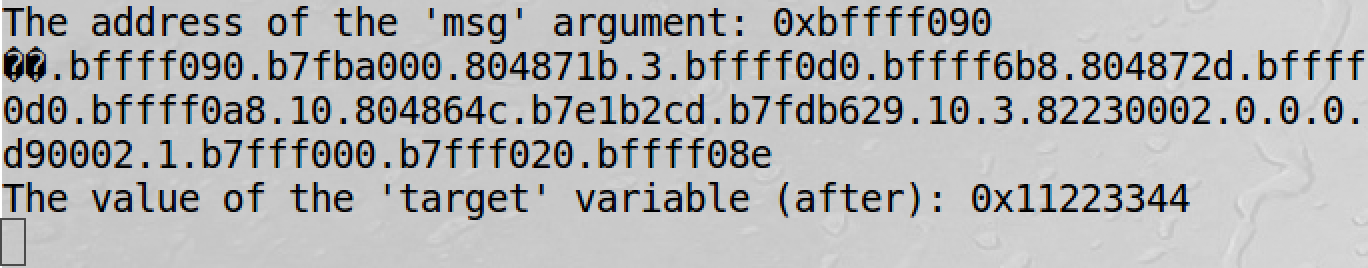 The address of the 'msg' argument: 0xbffff090
��.bffff090.b7fba000.804871b.3.bffff0d0.bffff6b8.804872d.bffff
0d0.bffff0a8.10.804864c.b7e1b2cd.b7fdb629.10.3.82230002.0.0.0.
d90002.1.b7fff000.b7fff020.bffff08e
The value of the 'target' variable (after): 0x11223344